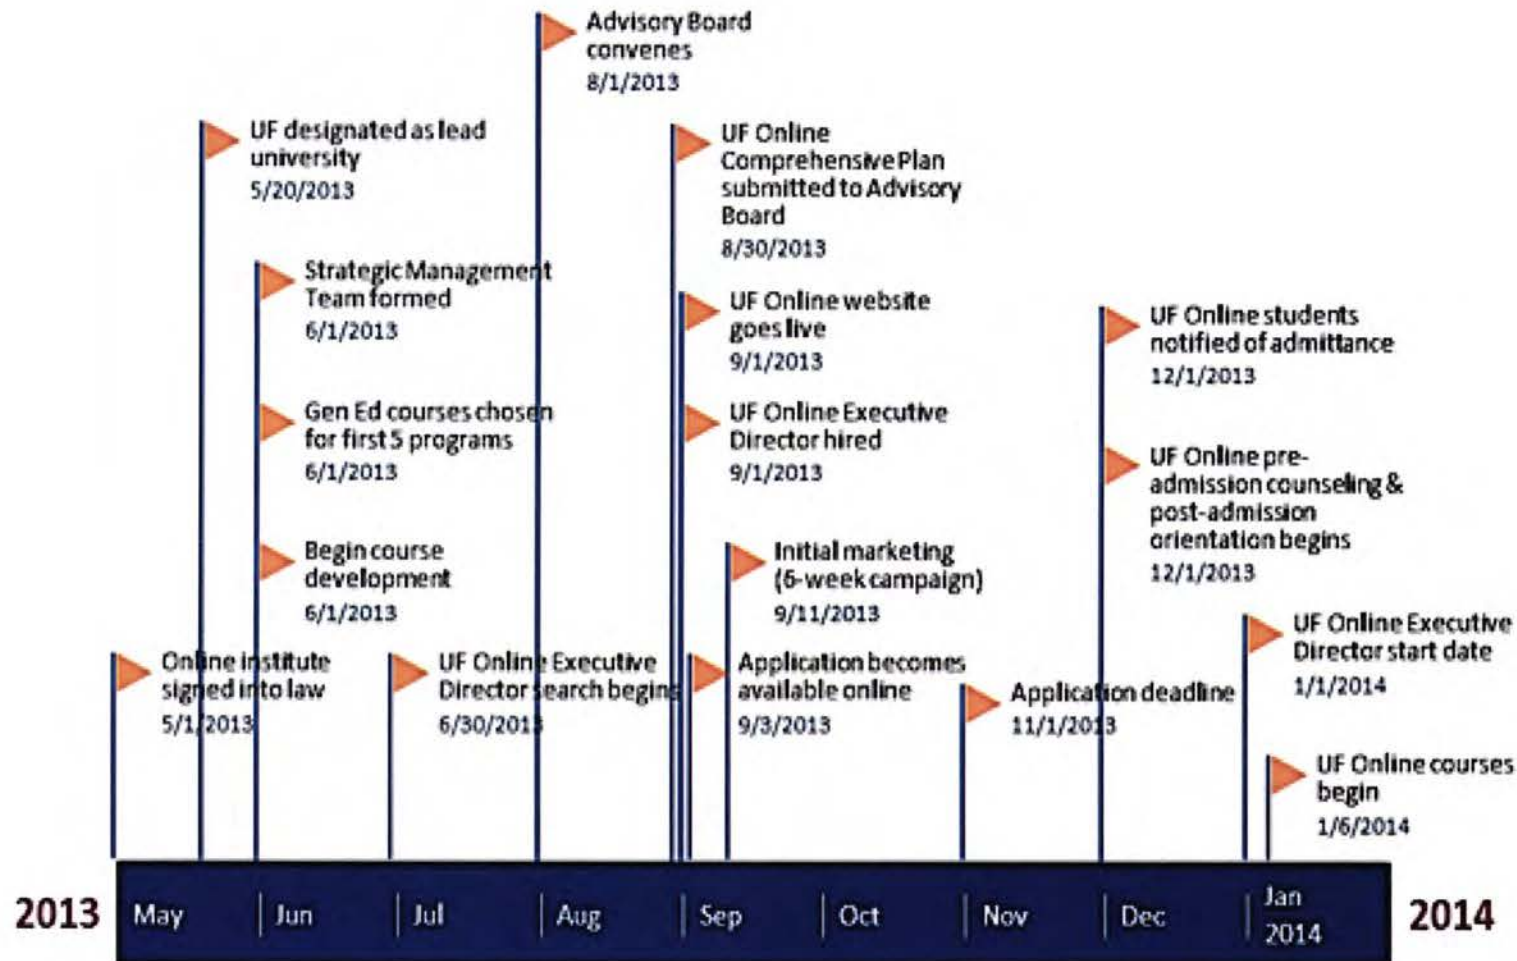 Advisory Board
convenes
8/1/2013
UF designated as lead
university
5/20/2013
UF Online
Comprehensive Plan
submitted to Advisory
Board
8/30/2013
Strategic Management
Team formed
6/1/2013
UF Online website
goes live
9/1/2013
UF Online students
notified of admittance
12/1/2013
Gen Ed courses chosen
for first 5 programs
6/1/2013
UF Online Executive
Director hired
9/1/2013
UF Online pre-
admission counseling &
post-admission
orientation begins
12/1/2013
Begin course
development
6/1/2013
Initial marketing
(6-week campaign)
9/11/2013
Online institute
signed into law
5/1/2013
UF Online Executive
Director search begins
6/30/2013
Application becomes
available online
9/3/2013
Application deadline
11/1/2013
UF Online Executive
Director start date
1/1/2014
UF Online courses
begin
1/6/2014
2013
May
Jun
Jul
Aug
Sep
Oct
Nov
Dec
Jan
2014
2014